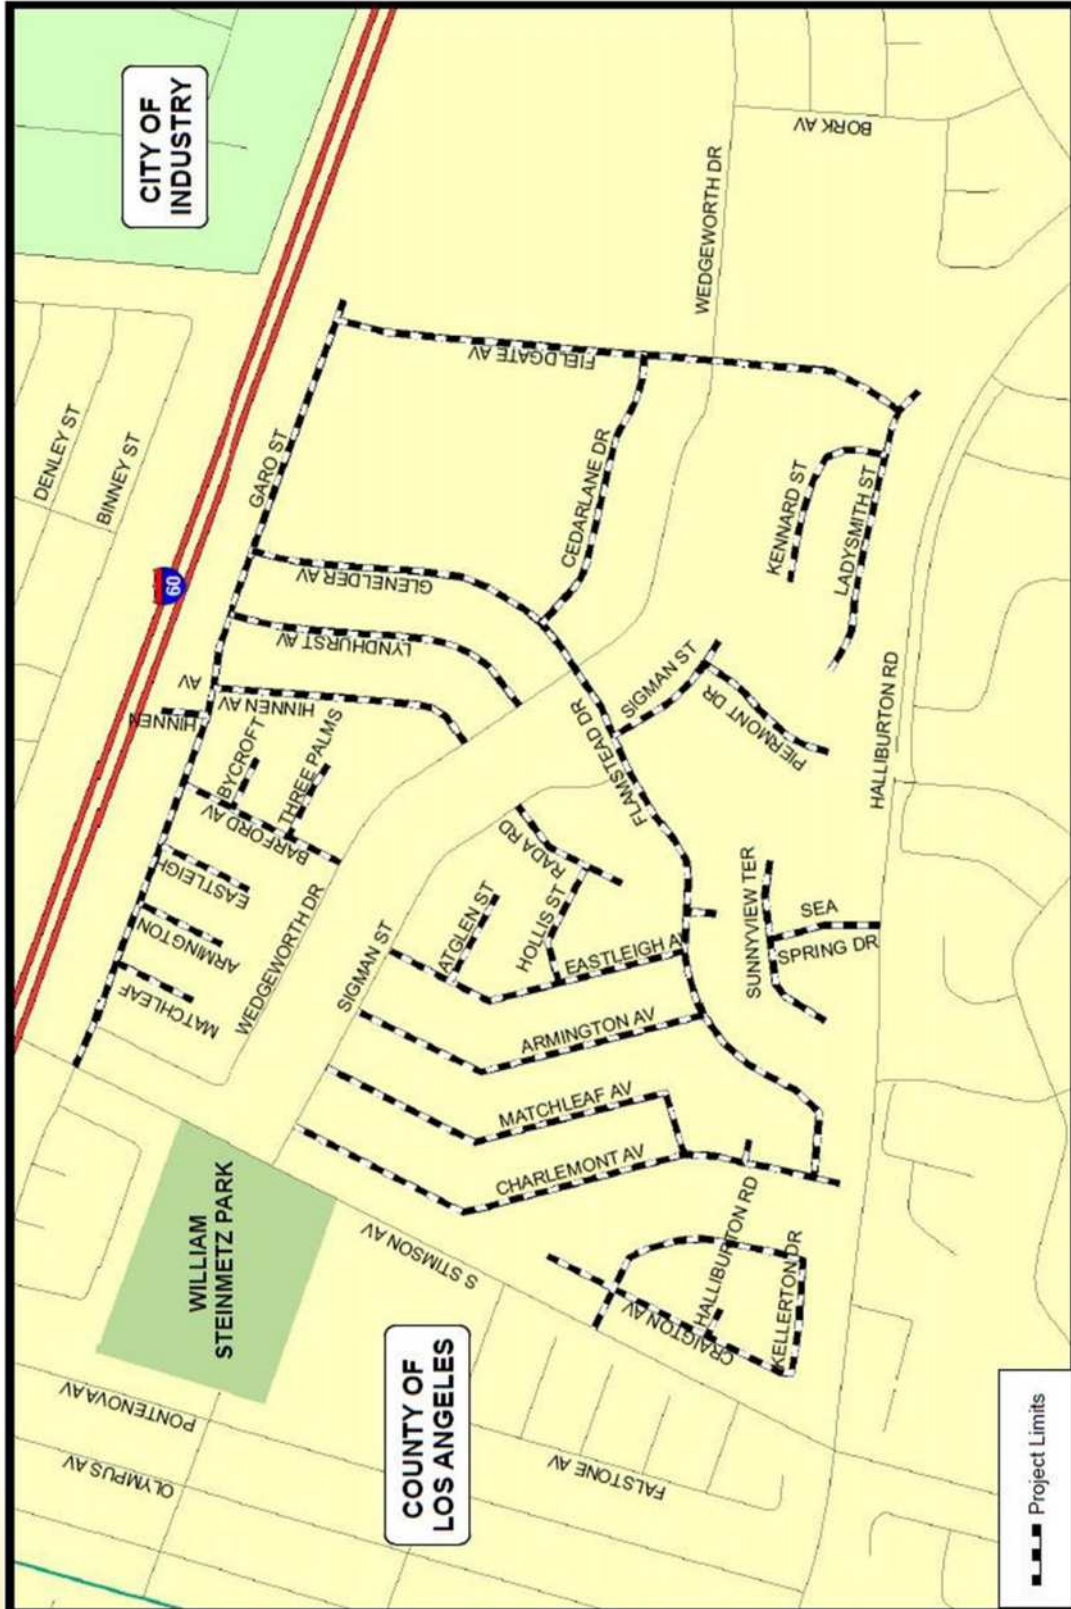 CITY OF
INDUSTRY
DENLEY ST
BINNEY ST
60
GARO ST
WEDGEWORTH DR
BORK AV
FIELDGATE AV
CEDARLANE DR
GLENELDER AV
LYNDHURST AV
HINNEN AV
HINNEN
AV
BYCROFT
THREE PALMS
BARFORD AV
EASTLEIGH
ARMINGTON
MATCHLEAF
WEDGEWORTH DR
KENNARD ST
LADYSMITH ST
SIGMAN ST
PIERMONT DR
FLAMSTEAD DR
HALLIBURTON RD
RADA RD
ATGLEN ST
HOLLIS ST
SIGMAN ST
EASTLEIGH A
ARMINGTON AV
MATCHLEAF AV
CHARLEMONT AV
SUNNYVIEW TER
SEA
SPRING DR
WILLIAM
STEINMETZ PARK
S STIMSON AV
HALLIBURTON RD
CRAIGTON AV
KELLERTON DR
COUNTY OF
LOS ANGELES
PONTENOVA AV
OLYMPUS AV
FALSTONE AV
Project Limits